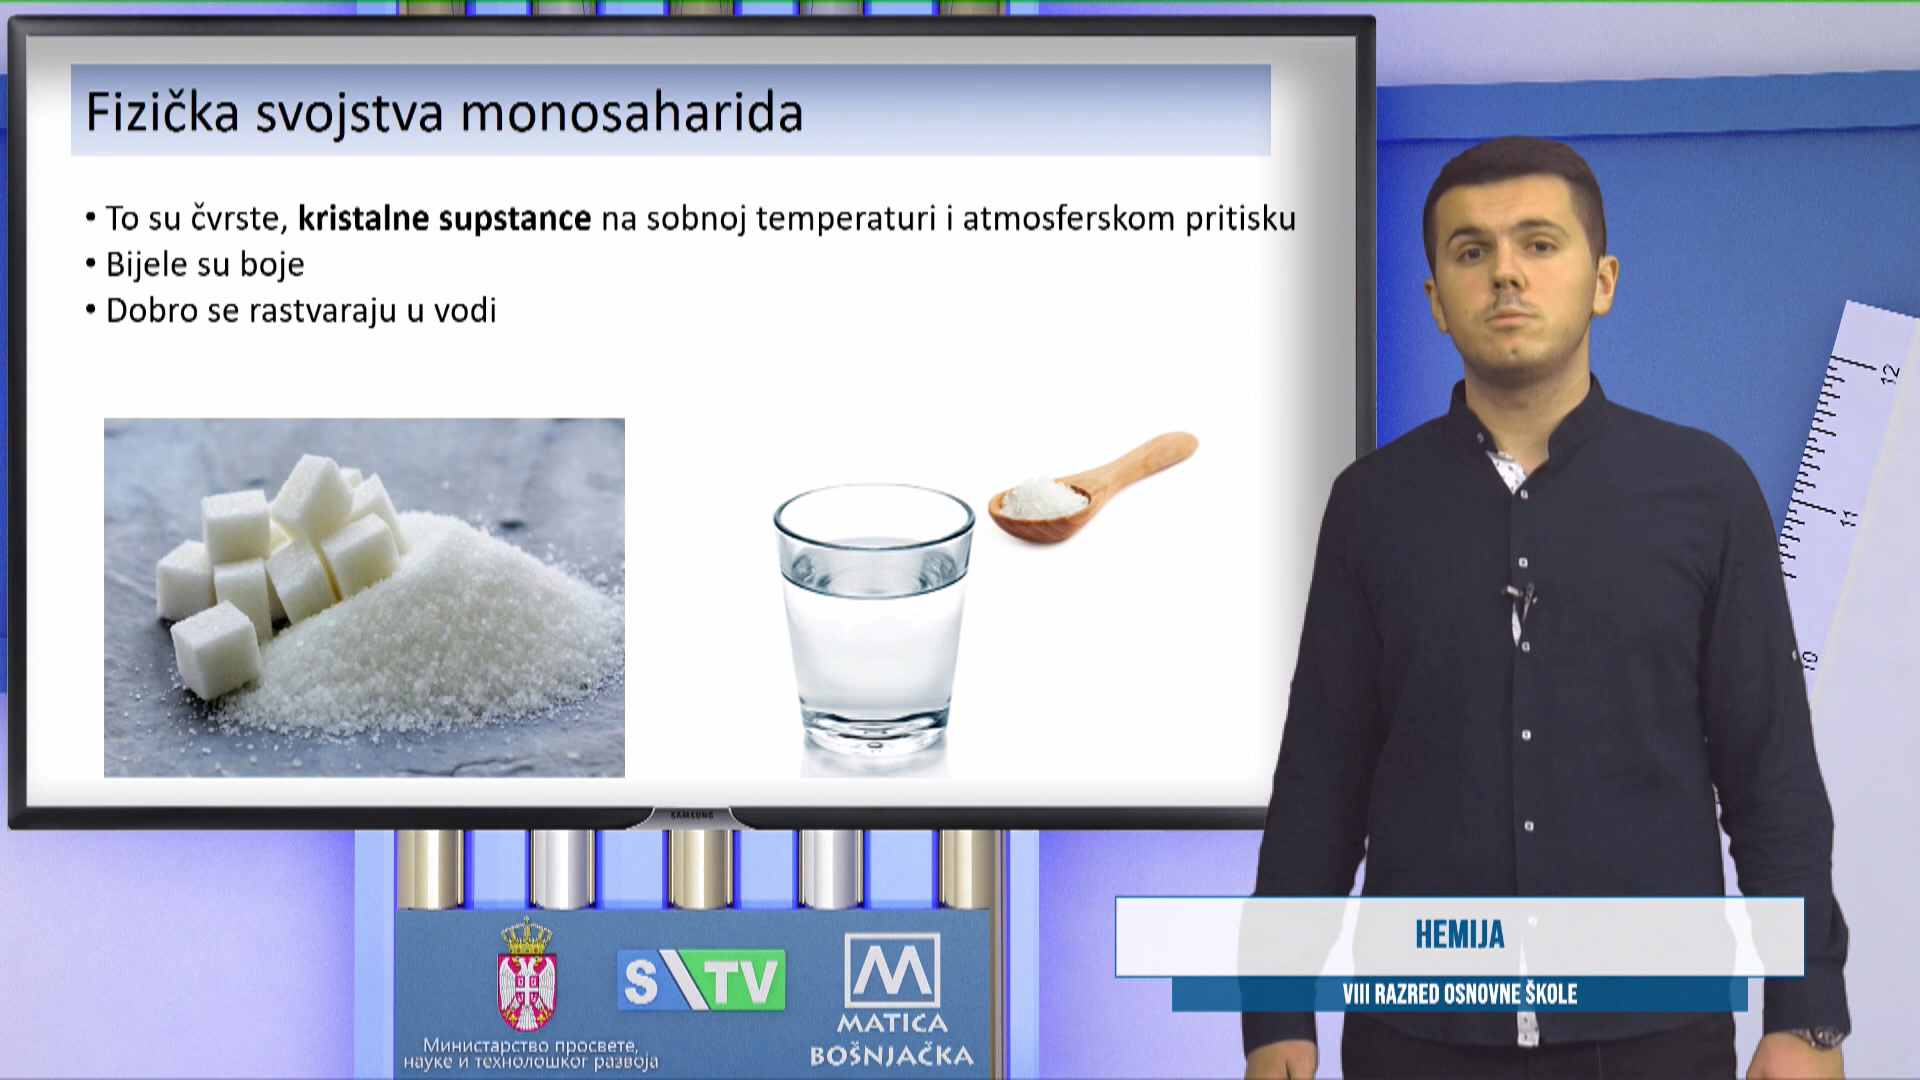 Fizička svojstva monosaharida
• To su čvrste, kristalne supstance na sobnoj temperaturi i atmosferskom pritisku
• Bijele su boje
• Dobro se rastvaraju u vodi
SAMSUNG
12
11
10
HEMIJA
VIII RAZRED OSNOVNE ŠKOLE
STV
MATICA
BOŠNJAČKA
Министарство просвете,
науке и технолошког развоја